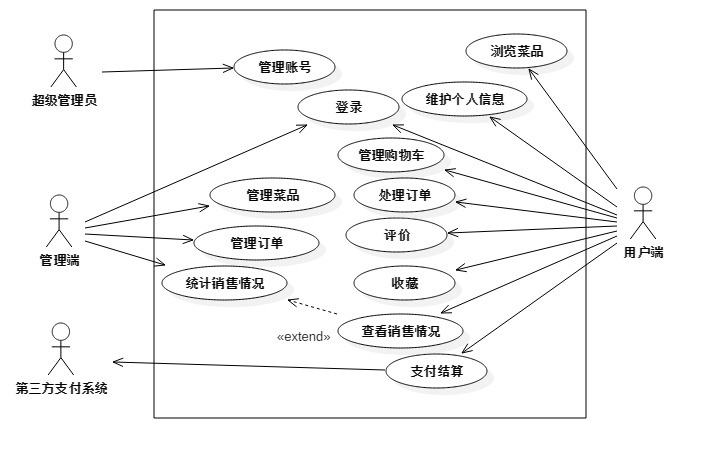 浏览菜品
管理账号
超级管理员
维护个人信息
登录
管理购物车
管理菜品
处理订单
评价
管理订单
管理端
用户端
统计销售情况
收藏
查看销售情况
«extend»
支付结算
第三方支付系统